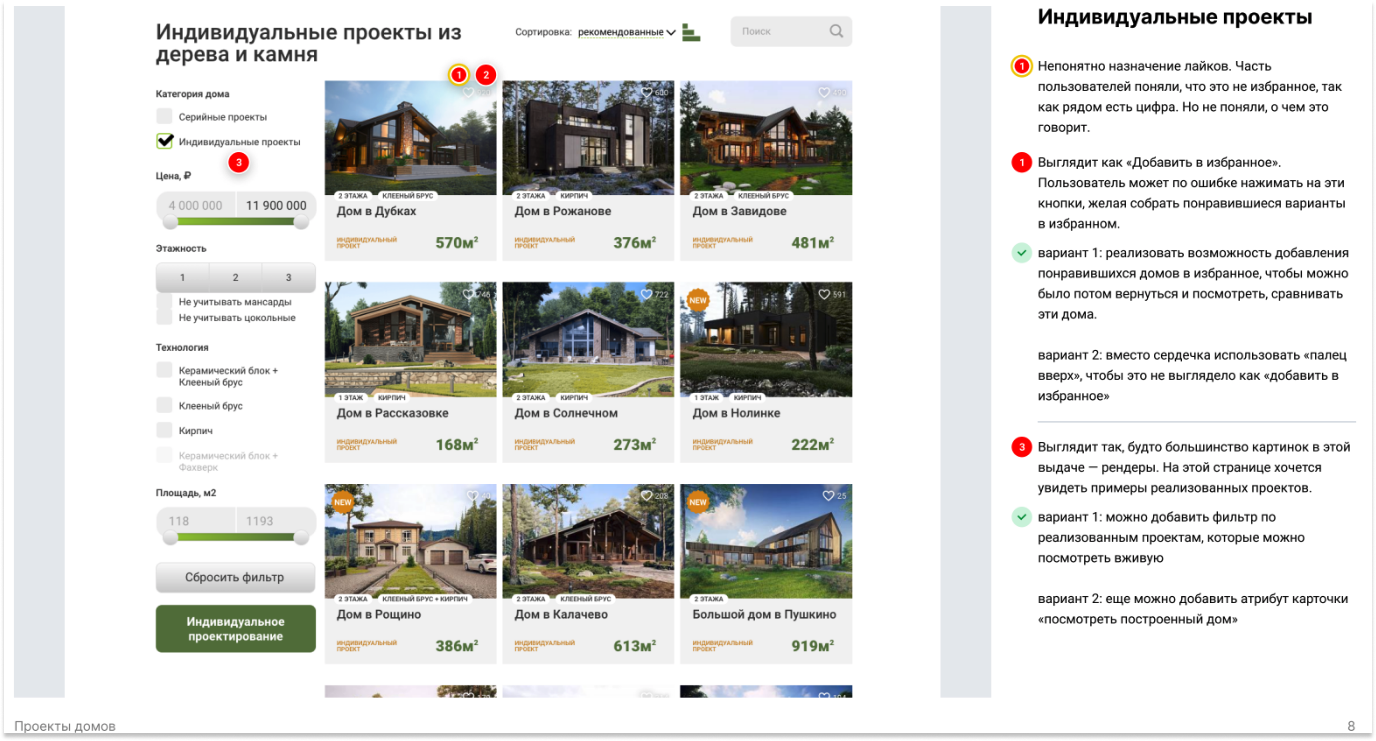 Индивидуальные проекты из
дерева и камня
Сортировка: рекомендованные
Поиск
1
2
Категория дома
Серийные проекты
Индивидуальные проекты
3
Цена, ₽
4 000 000
11 900 000
Этажность
1
2
3
Не учитывать мансарды
Не учитывать цокольные
Технология
Керамический блок +
Клееный брус
Клееный брус
Кирпич
Керамический блок +
Фахверк
Площадь, м2
118
1193
Сбросить фильтр
Индивидуальное
проектирование
600
2 ЭТАЖА КЛЕЕНЫЙ БРУС
Дом в Дубках
ИНДИВИДУАЛЬНЫЙ
ПРОЕКТ
570м²
2 ЭТАЖА КИРПИЧ
Дом в Рожанове
ИНДИВИДУАЛЬНЫЙ
ПРОЕКТ
376м²
2 ЭТАЖА КЛЕЕНЫЙ БРУС
Дом в Завидове
481м²
746
1 ЭТАЖ КИРПИЧ
Дом в Рассказовке
ИНДИВИДУАЛЬНЫЙ
ПРОЕКТ
168м²
722
2 ЭТАЖА КИРПИЧ
Дом в Солнечном
ИНДИВИДУАЛЬНЫЙ
ПРОЕКТ
273м²
NEW
591
1 ЭТАЖ КИРПИЧ
Дом в Нолинке
ИНДИВИДУАЛЬНЫЙ
ПРОЕКТ
222м²
NEW
2 ЭТАЖА КЛЕЕНЫЙ БРУС + КИРПИЧ
Дом в Рощино
ИНДИВИДУАЛЬНЫЙ
ПРОЕКТ
386м²
208
2 ЭТАЖА КЛЕЕНЫЙ БРУС
Дом в Калачево
ИНДИВИДУАЛЬНЫЙ
ПРОЕКТ
613м²
NEW
25
2 ЭТАЖА
Большой дом в Пушкино
ИНДИВИДУАЛЬНЫЙ
ПРОЕКТ
919м²
Индивидуальные проекты
1 Непонятно назначение лайков. Часть
пользователей поняли, что это не избранное, так
как рядом есть цифра. Но не поняли, о чем это
говорит.
1 Выглядит как «Добавить в избранное».
Пользователь может по ошибке нажимать на эти
кнопки, желая собрать понравившиеся варианты
в избранном.
вариант 1: реализовать возможность добавления
понравившихся домов в избранное, чтобы можно
было потом вернуться и посмотреть, сравнивать
эти дома.
вариант 2: вместо сердечка использовать «палец
вверх», чтобы это не выглядело как «добавить в
избранное»
3 Выглядит так, будто большинство картинок в этой
выдаче — рендеры. На этой странице хочется
увидеть примеры реализованных проектов.
вариант 1: можно добавить фильтр по
реализованным проектам, которые можно
посмотреть вживую
вариант 2: еще можно добавить атрибут карточки
«посмотреть построенный дом»
Проекты домов
8